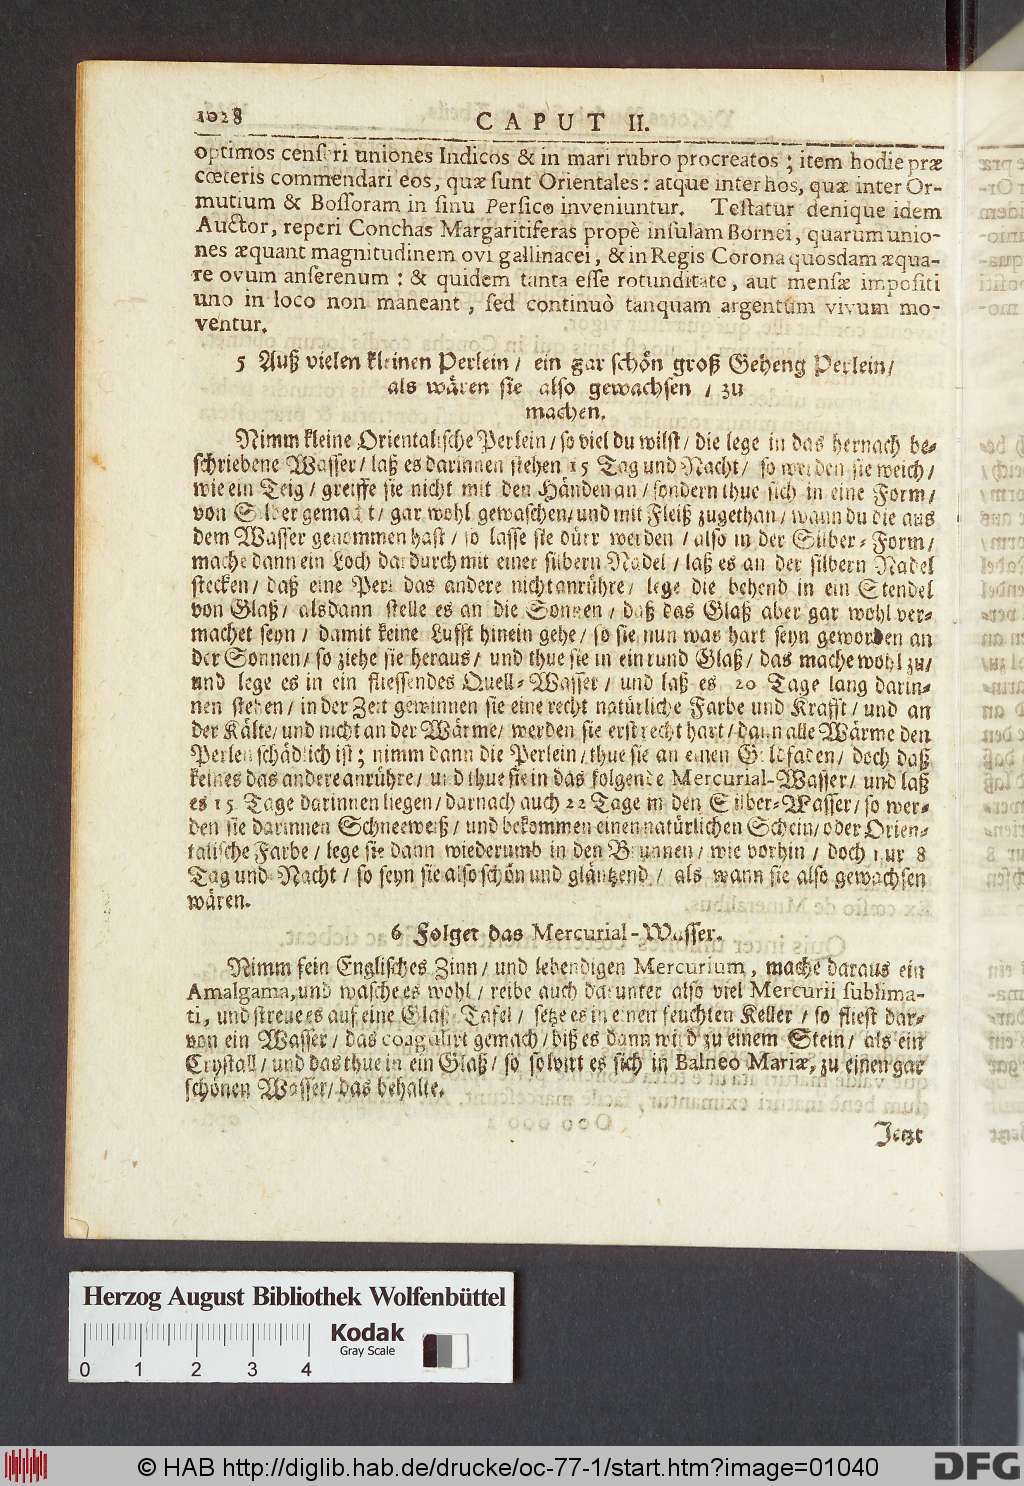 1028
CAPUT II.
optimos censeri uniones Indicos & in mari rubro procreatos; item hodie præ
cœteris commendari eos, quæ sunt Orientales: atque inter hos, quæ inter Or-
mutium & Bossoram in sinu Persico inveniuntur. Testatur denique idem
Auctor, reperi Conchas Margaritiferas propè insulam Bornei, quarum unio-
nes æquant magnitudinem ovi gallinacei, & in Regis Corona quosdam æqua-
re ovum anserenum: & quidem tanta esse rotunditate, aut mensæ impositi
uno in loco non maneant, sed continuò tanquam argentum vivum mo-
ventur.
5 Auß vielen kleinen Perlein/ ein gar schön groß Geheng Perlein/
als wären sie also gewachsen / zu
machen.
Nimm kleine Orientalische Perlein/ so viel du wilst/ die lege in das hernach be-
schriebene Wasser/ laß es darinnen stehen 15 Tag und Nacht/ so werden sie weich/
wie ein Teig/ greiffe sie nicht mit den Händen an/ sondern thue sich in eine Form/
von Silber gemacht/ gar wohl gewaschen/ und mit Fleiß zugethan/ wann du die aus
dem Wasser genommen hast/ so lasse sie dürr werden / also in der Silber-Form/
mache dann ein Loch dardurch mit einer silbern Nadel/ laß es an der silbern Nadel
stecken/ daß eine Perl das andere nicht anrühre/ lege die behend in ein Stendel
von Glaß/ alsdann stelle es an die Sonnen/ daß das Glaß aber gar wohl ver-
machet seyn/ damit keine Lufft hinein gehe/ so sie nun was hart seyn geworden an
der Sonnen/ so ziehe sie heraus/ und thue sie in ein rund Glaß/ das mache wohl zu/
und lege es in ein fliessendes Quell-Wasser/ und laß es 20 Tage lang darin-
nen stehen/ in der Zeit gewinnen sie eine recht natürliche Farbe und Krafft/ und an
der Kälte/ und nicht an der Wärme/ werden sie erst recht hart/ dann alle Wärme den
Perlen schädlich ist; nimm dann die Perlein/ thue sie an einen Goldfaden/ doch daß
keines das andere anrühre/ und thue sie in das folgende Mercurial-Wasser/ und laß
es 15 Tage darinnen liegen/ darnach auch 22 Tage in den Silber-Wasser/ so wer-
den sie darinnen Schneeweiß/ und bekommen einen natürlichen Schein/ oder Orien-
talische Farbe/ lege sie dann wiederumb in den Brunnen/ wie vorhin/ doch nur 8
Tag und Nacht/ so seyn sie also schön und gläntzend/ als wann sie also gewachsen
wären.
6 Folget das Mercurial-Wasser.
Nimm fein Englisches Zinn/ und lebendigen Mercurium, mache daraus ein
Amalgama, und wasche es wohl/ reibe auch darunter also viel Mercurii sublima-
ti, und streue es auf eine Glaß-Tafel/ setze es in einen feuchten Keller/ so fliest dar-
von ein Wasser/ das coagulirt gemach/ biß es dann wird zu einem Stein/ als ein
Crystall/ und das thue in ein Glaß/ so solvirt es sich in Balneo Mariæ, zu einen gar
schönen Wasser/ das behalte.
Jetzt
Herzog August Bibliothek Wolfenbüttel
Kodak
Gray Scale
0 1 2 3 4
© HAB http://diglib.hab.de/drucke/oc-77-1/start.htm?image=01040
DFG